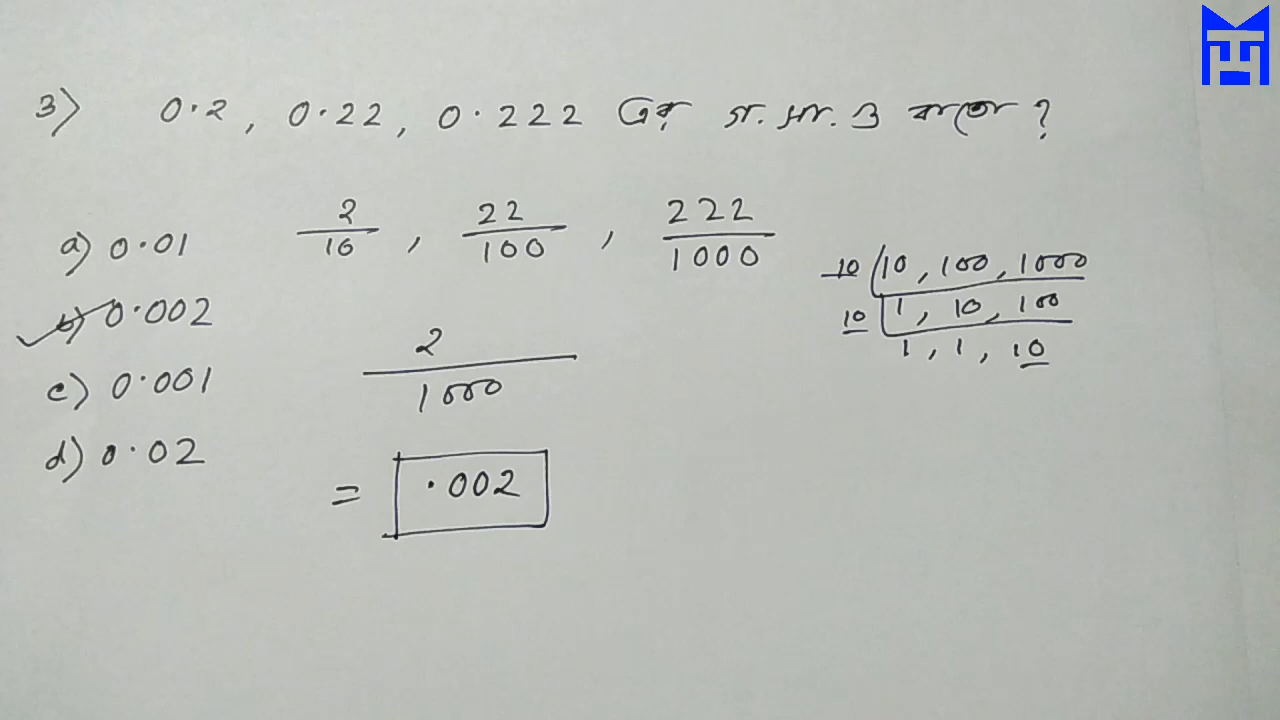 3) 0.2, 0.22, 0.222 এর গ. সা. গু কতো ?
a) 0.01
b) 0.002
c) 0.001
d) 0.02
2/10 , 22/100 , 222/1000
2/1000
= .002
10 10, 100, 1000
10 1, 10, 100
1, 1, 10